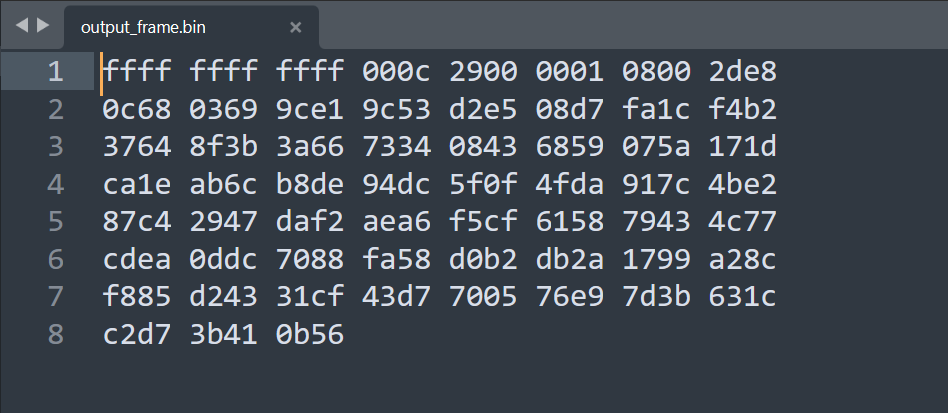 output_frame.bin
1 ffff ffff ffff 000c 2900 0001 0800 2de8
2 0c68 0369 9ce1 9c53 d2e5 08d7 fa1c f4b2
3 3764 8f3b 3a66 7334 0843 6859 075a 171d
4 ca1e ab6c b8de 94dc 5f0f 4fda 917c 4be2
5 87c4 2947 daf2 aea6 f5cf 6158 7943 4c77
6 cdea 0ddc 7088 fa58 d0b2 db2a 1799 a28c
7 f885 d243 31cf 43d7 7005 76e9 7d3b 631c
8 c2d7 3b41 0b56